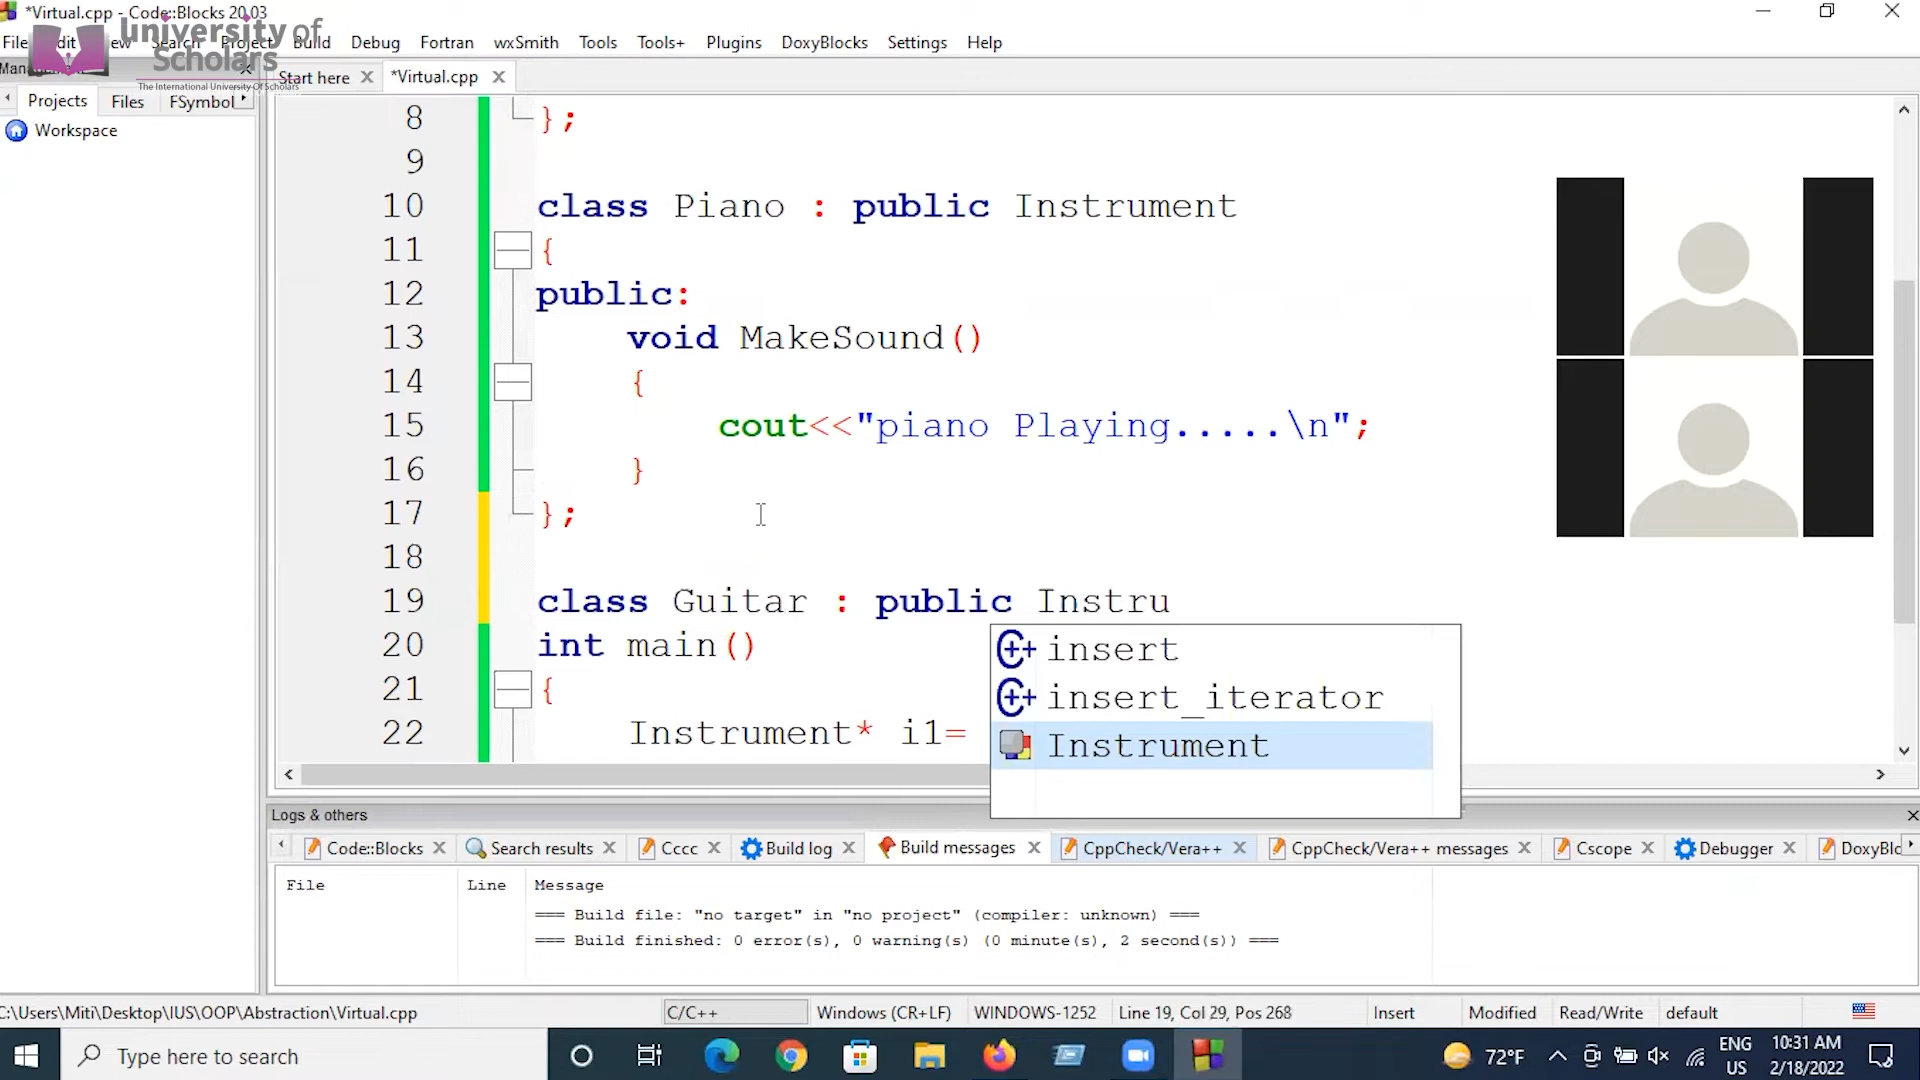 *Virtual.cpp - Code::Blocks 20.03
University of
Scholars
The International University Of Scholars
Build Debug Fortran wxSmith Tools Tools+ Plugins DoxyBlocks Settings Help
Start here *Virtual.cpp
Projects Files FSymbol
Workspace
8 };
9
10 class Piano : public Instrument
11 {
12 public:
13 void MakeSound()
14 {
15 cout<<"piano Playing.....\n";
16 }
17 };
18
19 class Guitar : public Instru
20 int main()
21 {
22 Instrument* i1=
insert
insert_iterator
Instrument
Logs & others
Code::Blocks Search results Cccc Build log Build messages CppCheck/Vera++ CppCheck/Vera++ messages Cscope Debugger DoxyBlo
File Line Message
=== Build file: "no target" in "no project" (compiler: unknown) ===
=== Build finished: 0 error(s), 0 warning(s) (0 minute(s), 2 second(s)) ===
C:\Users\Miti\Desktop\IUS\OOP\Abstraction\Virtual.cpp C/C++ Windows (CR+LF) WINDOWS-1252 Line 19, Col 29, Pos 268 Insert Modified Read/Write default
Type here to search
72°F
ENG
US
10:31 AM
2/18/2022